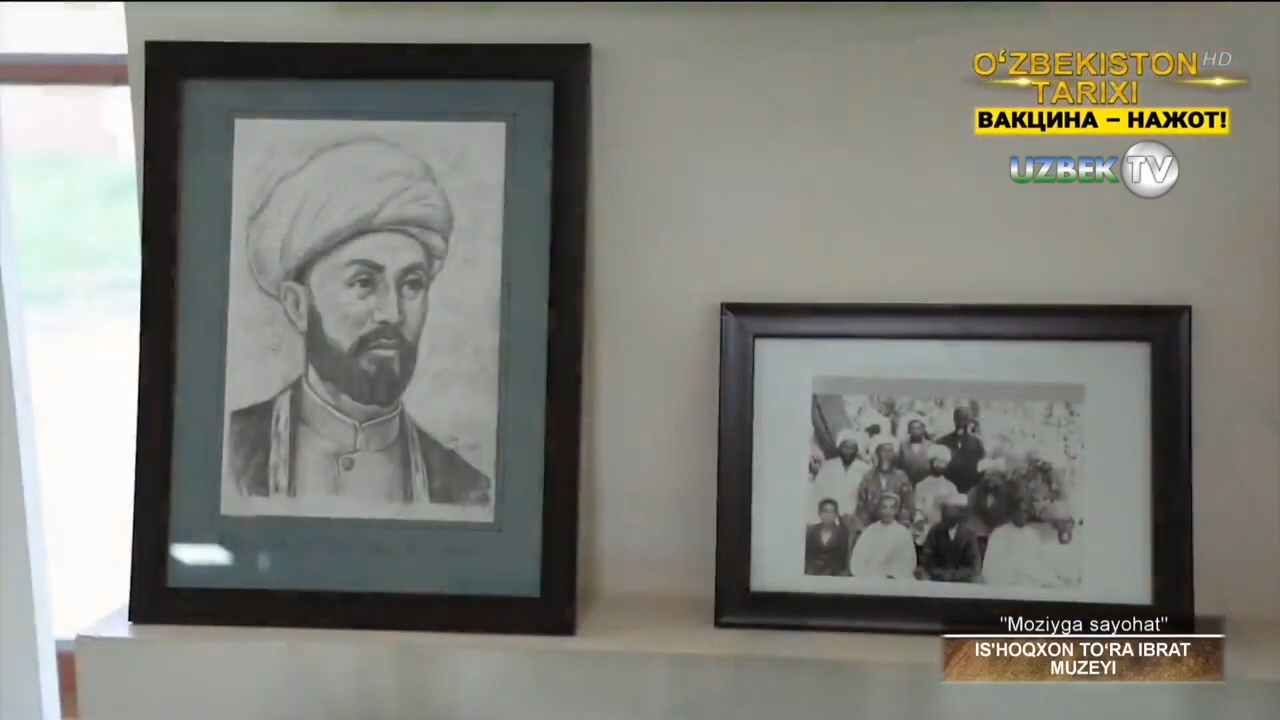 O‘ZBEKISTON HD
TARIXI
ВАКЦИНА – НАЖОТ!
UZBEK TV
"Moziyga sayohat"
IS'HOQXON TO‘RA IBRAT
MUZEYI